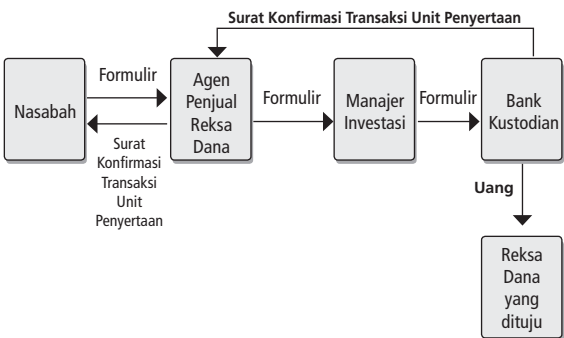 Surat Konfirmasi Transaksi Unit Penyertaan
Nasabah
Formulir
Surat
Konfirmasi
Transaksi
Unit
Penyertaan
Agen
Penjual
Reksa
Dana
Formulir
Manajer
Investasi
Formulir
Bank
Kustodian
Uang
Reksa
Dana
yang
dituju